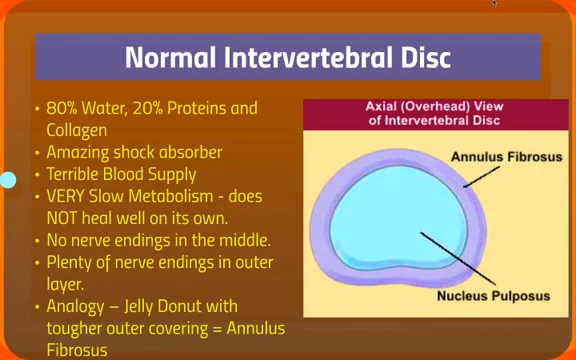 Normal Intervertebral Disc
• 80% Water, 20% Proteins and
Collagen
• Amazing shock absorber
• Terrible Blood Supply
• VERY Slow Metabolism - does
NOT heal well on its own.
• No nerve endings in the middle.
• Plenty of nerve endings in outer
layer.
• Analogy – Jelly Donut with
tougher outer covering = Annulus
Fibrosus
Axial (Overhead) View
of Intervertebral Disc
Annulus Fibrosus
Nucleus Pulposus